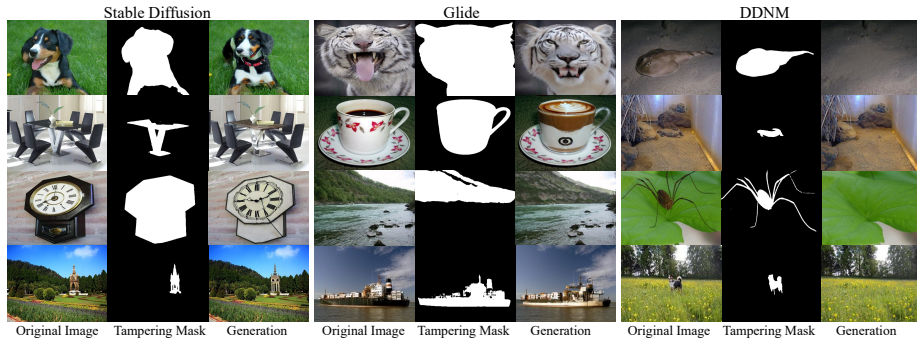 Stable Diffusion
Glide
DDNM
Original Image Tampering Mask Generation
Original Image Tampering Mask Generation
Original Image Tampering Mask Generation